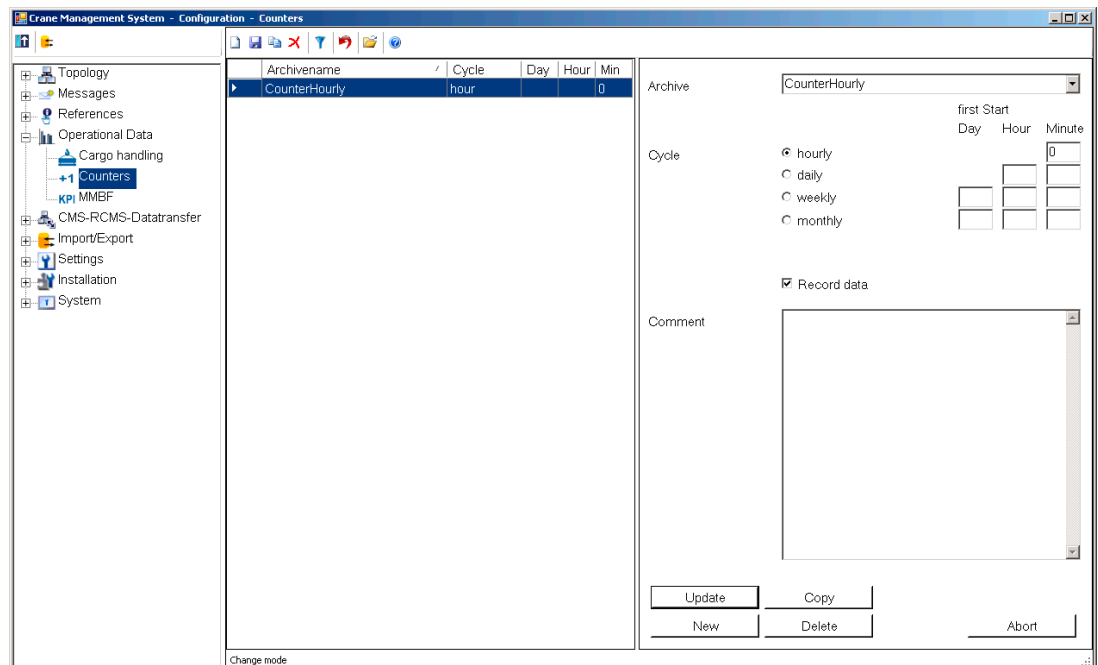 Crane Management System - Configuration - Counters
Topology
Messages
References
Operational Data
Cargo handling
+1 Counters
KPI MMBF
CMS-RCMS-Datatransfer
Import/Export
Settings
Installation
System
Archivename / Cycle Day Hour Min
CounterHourly hour 0
Archive CounterHourly
first Start
Day Hour Minute
Cycle hourly 0
daily
weekly
monthly
Record data
Comment
Update Copy
New Delete Abort
Change mode